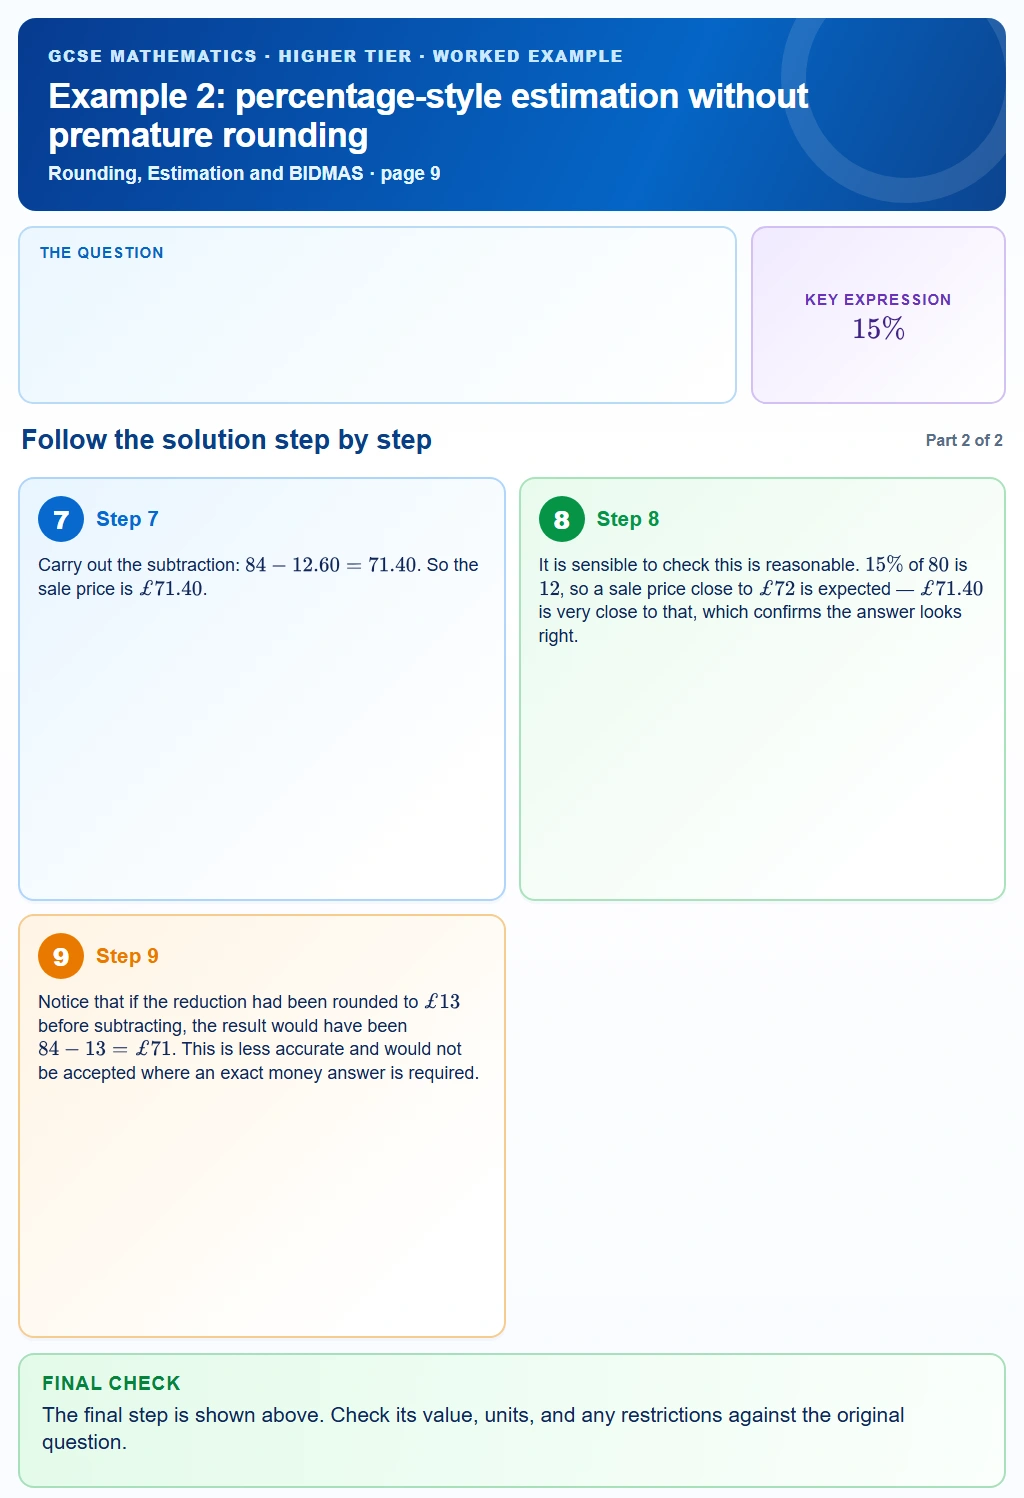 GCSE MATHEMATICS · HIGHER TIER · WORKED EXAMPLE
Example 2: percentage-style estimation without
premature rounding
Rounding, Estimation and BIDMAS · page 9
THE QUESTION
KEY EXPRESSION
15%
Follow the solution step by step
Part 2 of 2
7 Step 7
Carry out the subtraction: 84 − 12.60 = 71.40. So the
sale price is £71.40.
8 Step 8
It is sensible to check this is reasonable. 15% of 80 is
12, so a sale price close to £72 is expected — £71.40
is very close to that, which confirms the answer looks
right.
9 Step 9
Notice that if the reduction had been rounded to £13
before subtracting, the result would have been
84 − 13 = £71. This is less accurate and would not
be accepted where an exact money answer is required.
FINAL CHECK
The final step is shown above. Check its value, units, and any restrictions against the original
question.